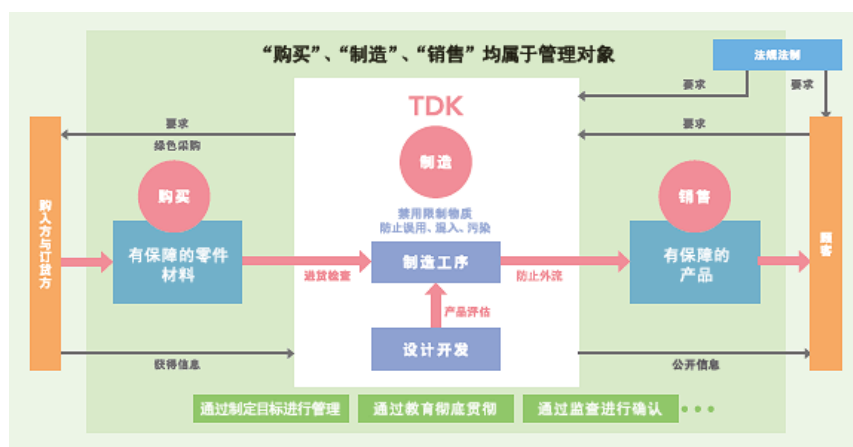 “购买”、“制造”、“销售” 均属于管理对象
法规法制
要求
要求
TDK
要求
绿色采购
要求
制造
购买
销售
禁用限制物质
防止误用、混入、污染
购入方与订货方
有保障的零件
材料
进货检查
制造工序
防止外流
有保障的
产品
顾客
产品评估
设计开发
获得信息
公开信息
通过制定目标进行管理
通过教育彻底贯彻
通过监查进行确认